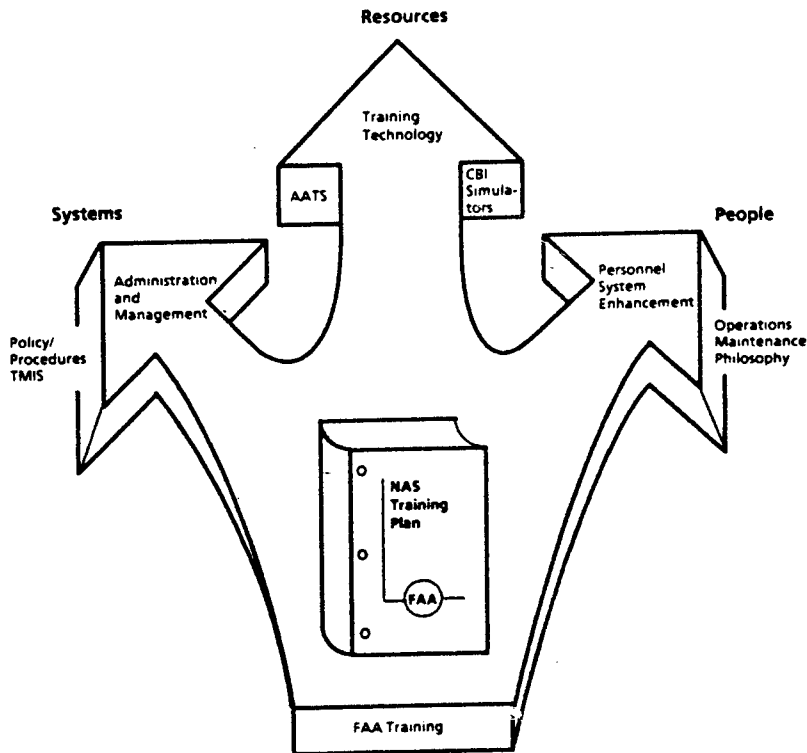 Resources
Training
Technology
AATS
CBI
Simula-
tors
Systems
People
Administration
and
Management
Personnel
System
Enhancement
Policy/
Procedures
TMIS
Operations
Maintenance
Philosophy
NAS
Training
Plan
FAA
FAA Training